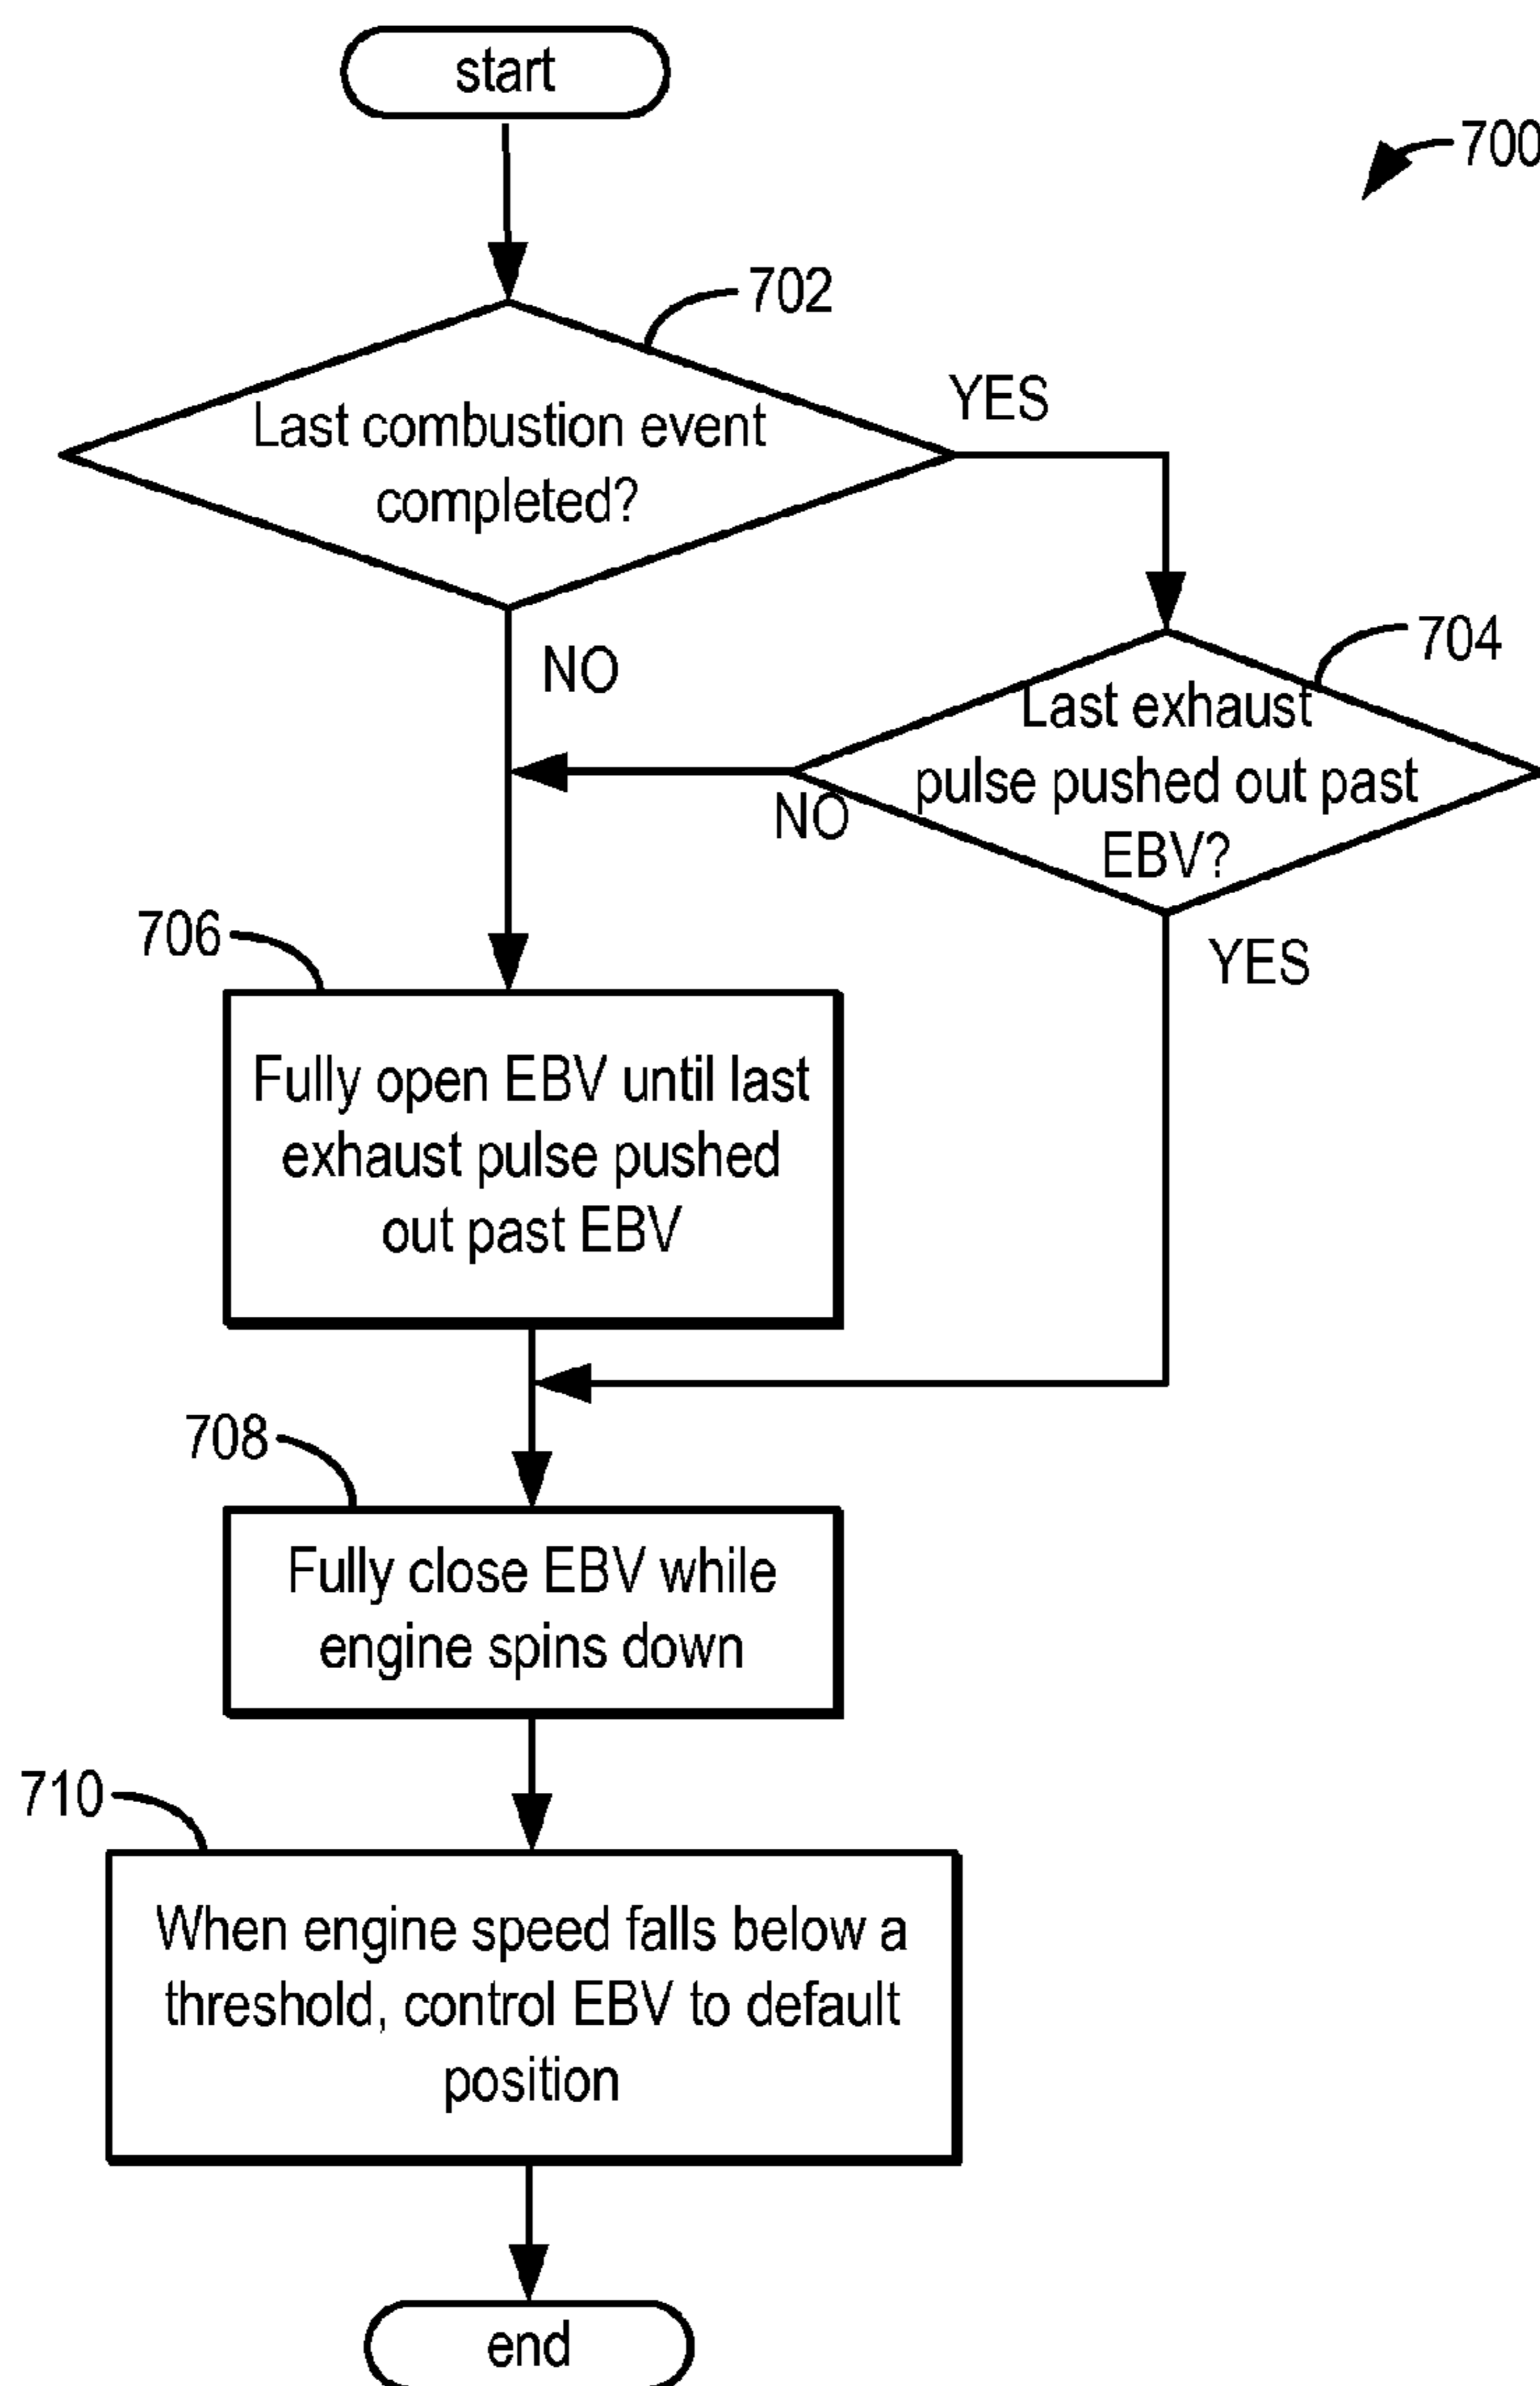 start
700
702
YES
Last combustion event
completed?
704
NO
Last exhaust
pulse pushed out past
EBV?
NO
YES
706
Fully open EBV until last
exhaust pulse pushed
out past EBV
708
Fully close EBV while
engine spins down
710
When engine speed falls below a
threshold, control EBV to default
position
end